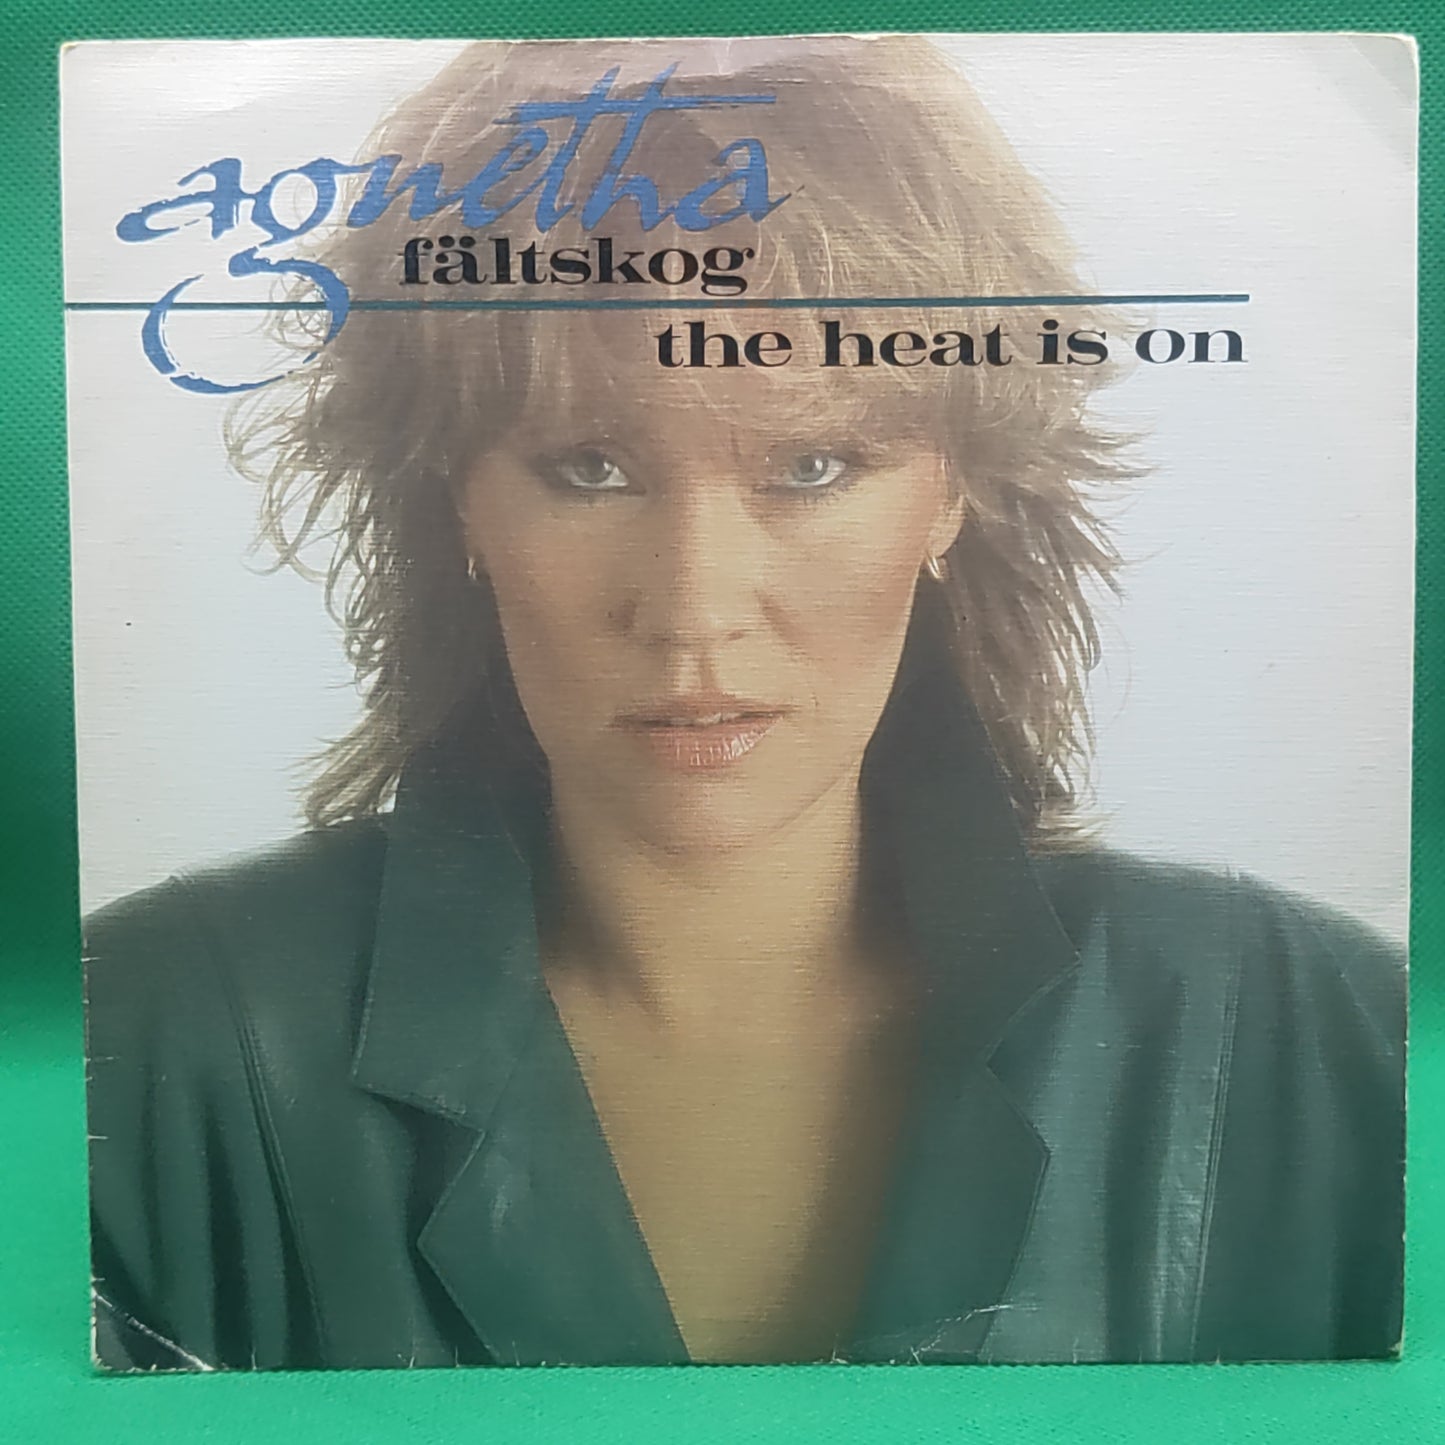 agnetha
fältskog
the heat is on